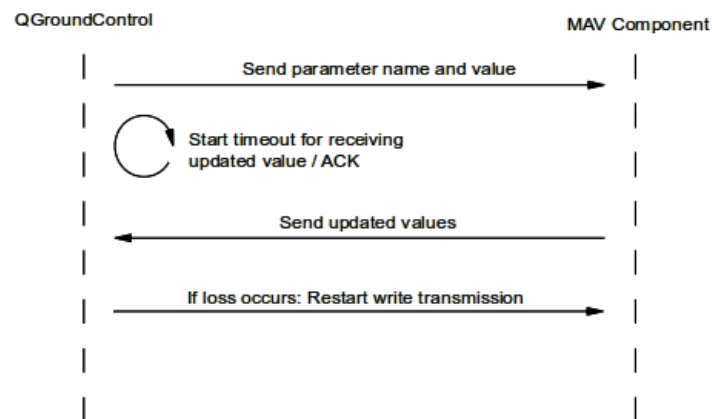 QGroundControl
MAV Component
Send parameter name and value
Start timeout for receiving
updated value / ACK
Send updated values
If loss occurs: Restart write transmission